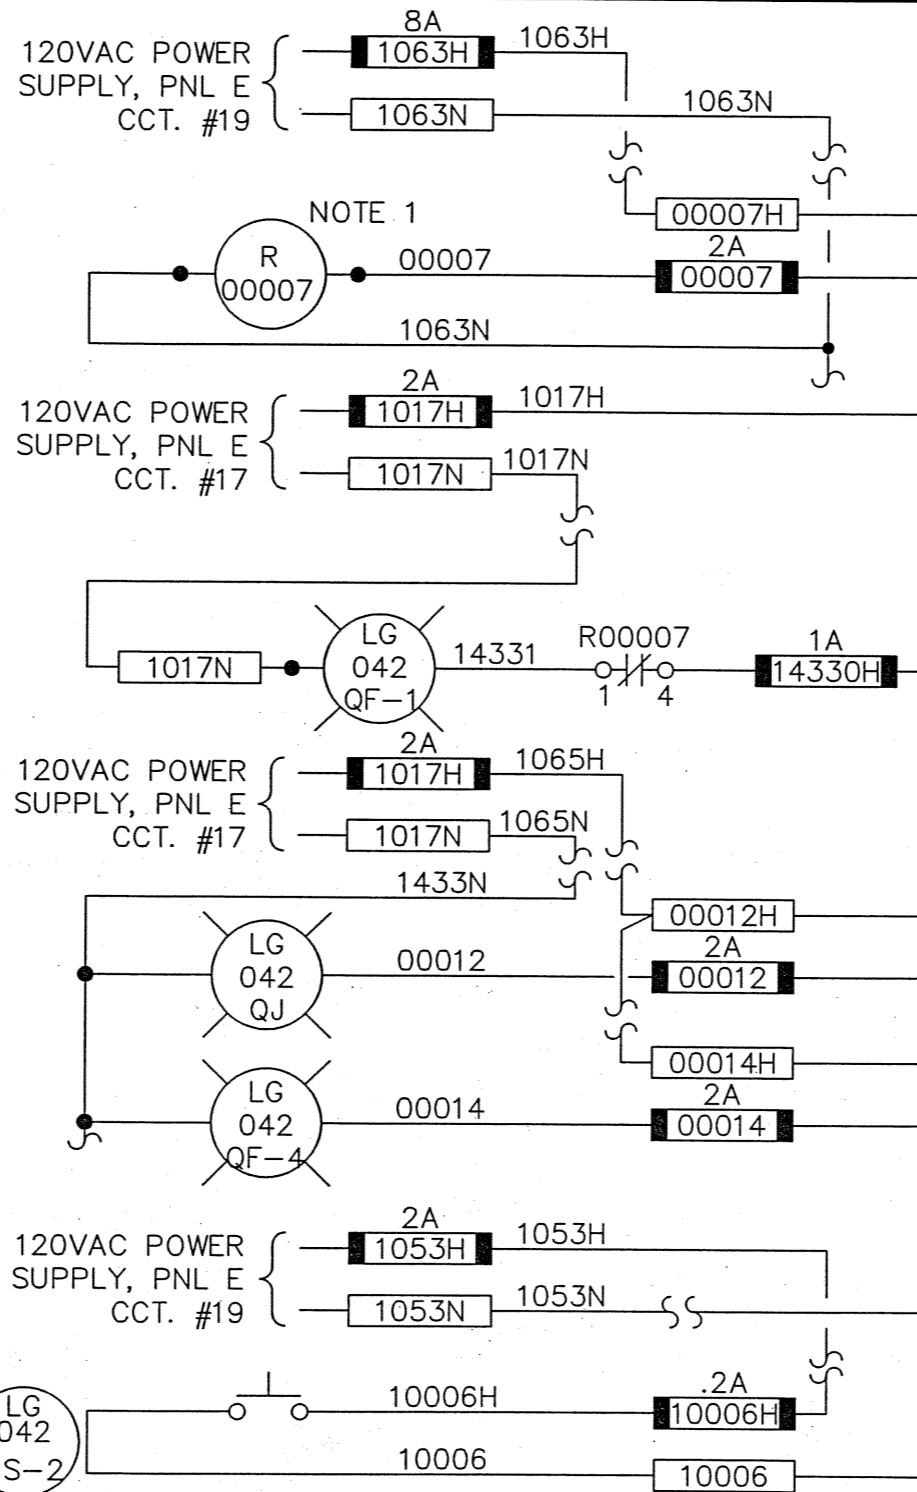 8A
120VAC POWER
SUPPLY, PNL E
CCT. #19
1063H
1063H
1063N
1063N
NOTE 1
00007H
R
00007
00007
2A
00007
1063N
120VAC POWER
SUPPLY, PNL E
CCT. #17
2A
1017H
1017H
1017N
1017N
1017N
LG
042
QF-1
14331
R00007
1 4
1A
14330H
120VAC POWER
SUPPLY, PNL E
CCT. #17
2A
1017H
1065H
1017N
1065N
1433N
00012H
LG
042
QJ
00012
2A
00012
00014H
LG
042
QF-4
00014
2A
00014
120VAC POWER
SUPPLY, PNL E
CCT. #19
2A
1053H
1053H
1053N
1053N
LG
042
S-2
10006H
.2A
10006H
10006
10006